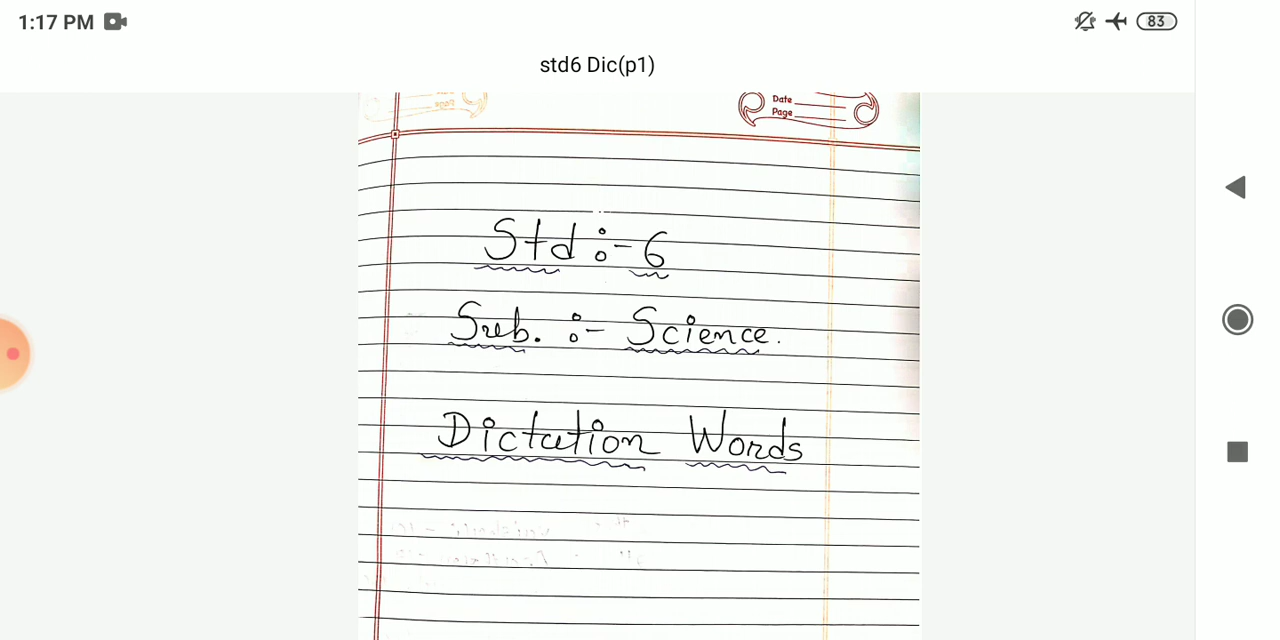 1:17 PM
83
std6 Dic(p1)
Date
Page
Std :- 6
Sub. :- Science.
Dictation Words